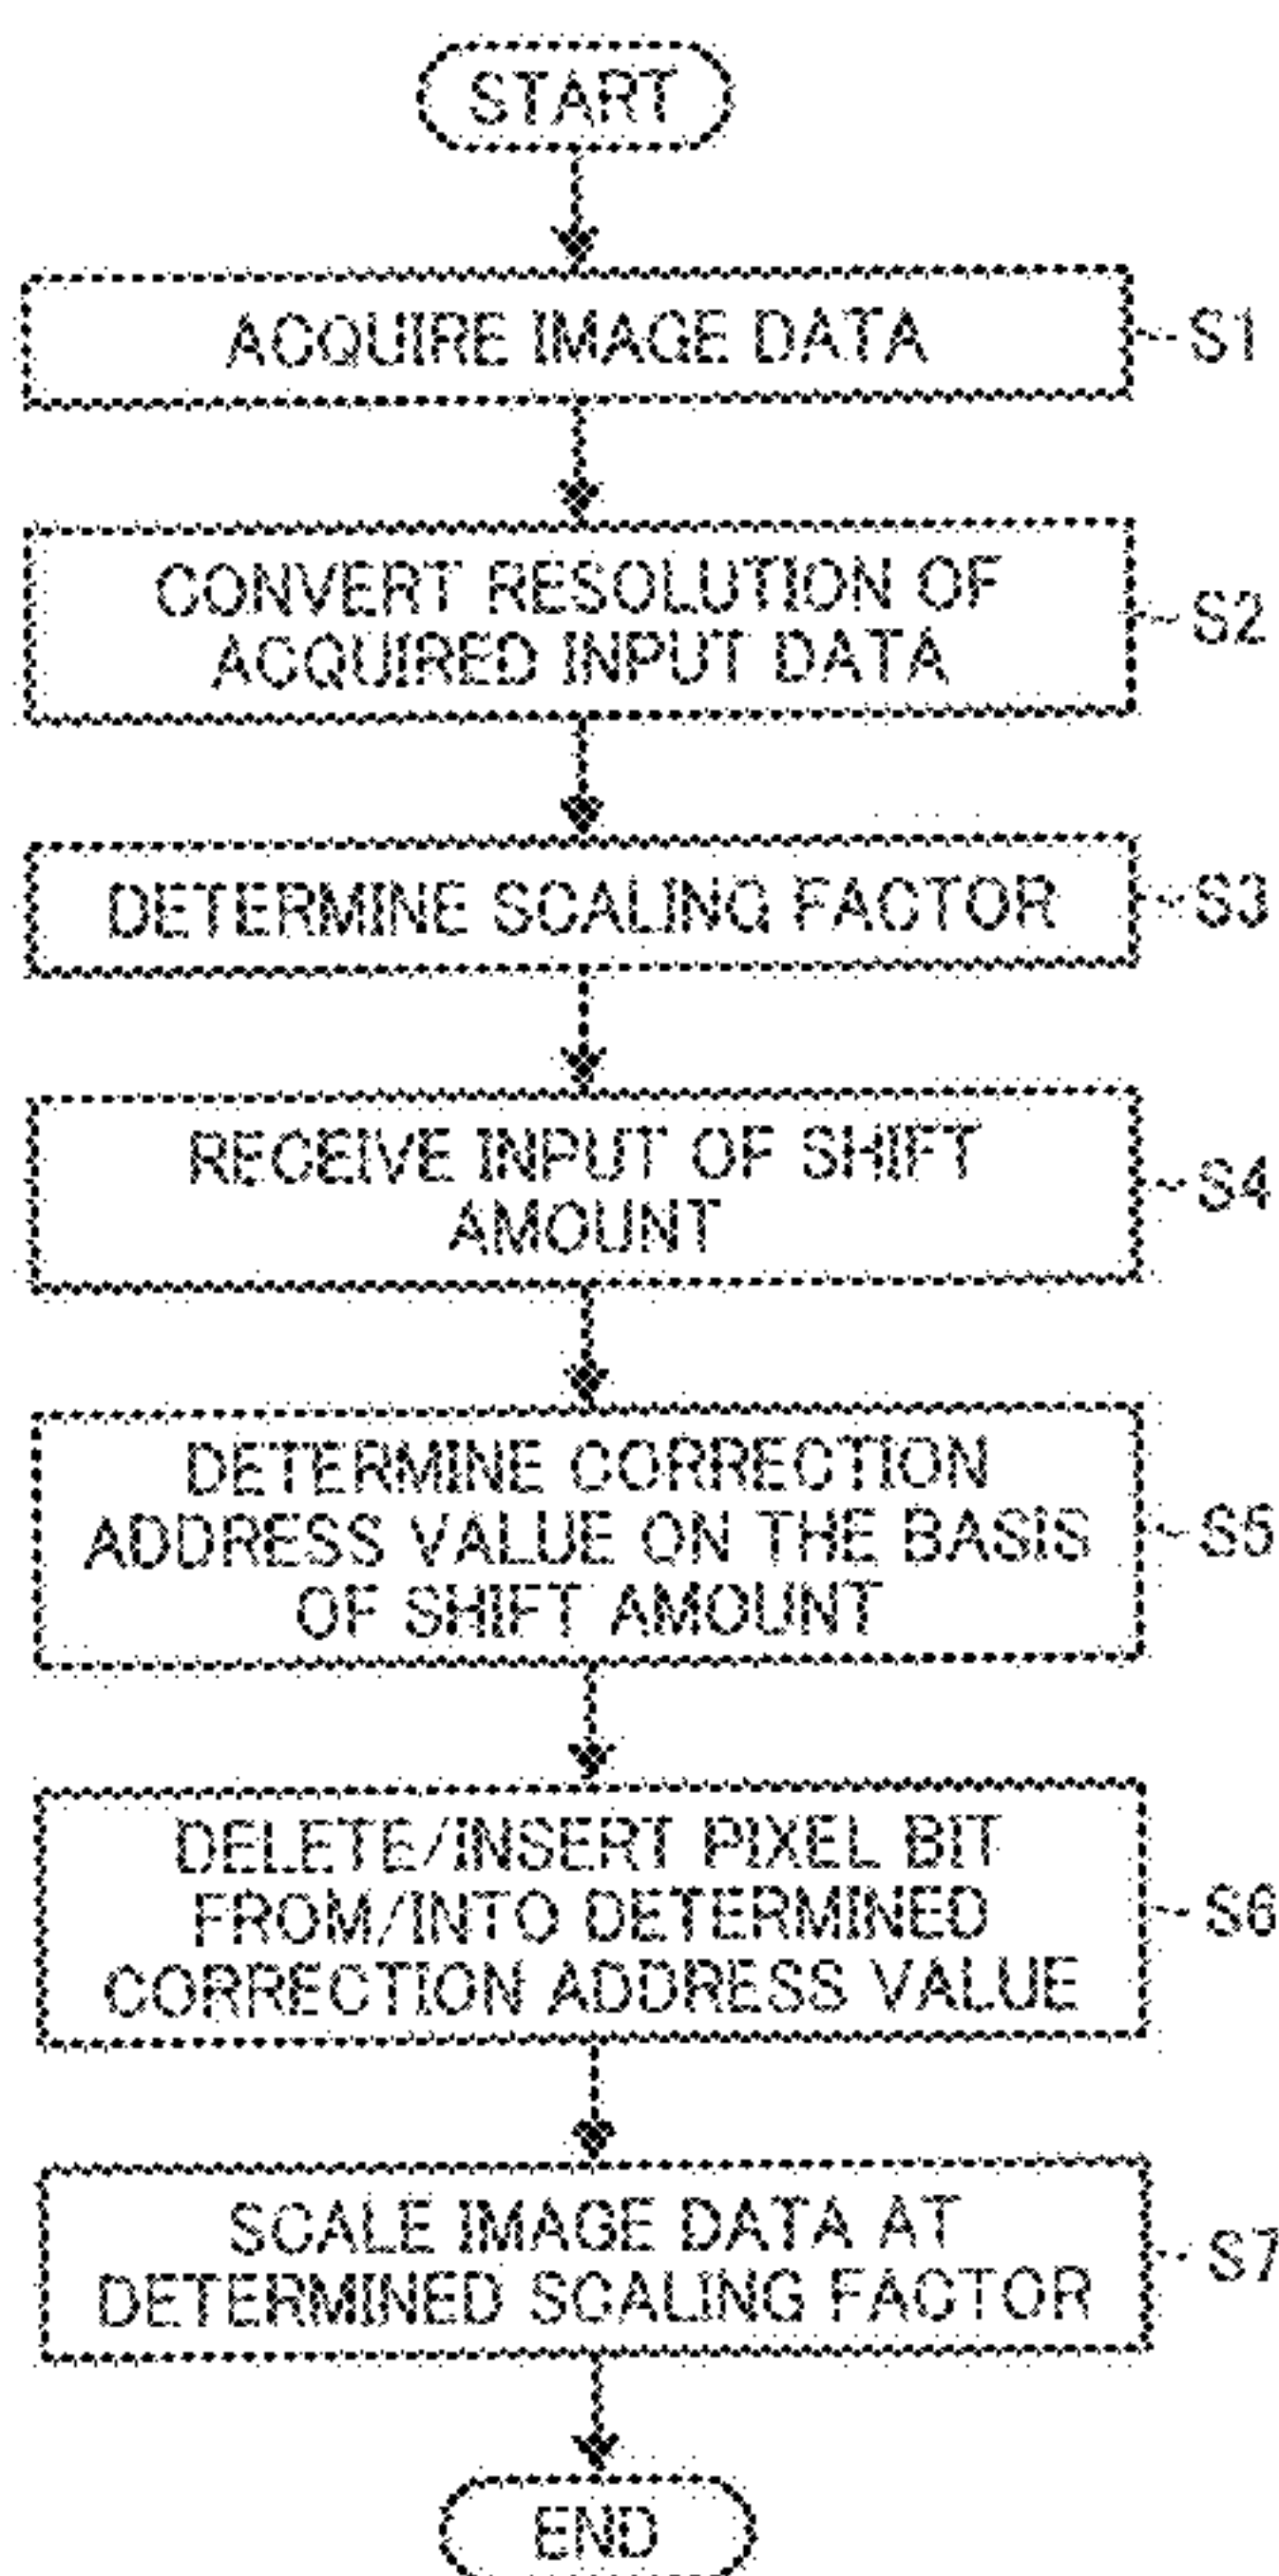 START
ACQUIRE IMAGE DATA
S1
CONVERT RESOLUTION OF
ACQUIRED INPUT DATA
S2
DETERMINE SCALING FACTOR
S3
RECEIVE INPUT OF SHIFT
AMOUNT
S4
DETERMINE CORRECTION
ADDRESS VALUE ON THE BASIS
OF SHIFT AMOUNT
S5
DELETE/INSERT PIXEL BIT
FROM/INTO DETERMINED
CORRECTION ADDRESS VALUE
S6
SCALE IMAGE DATA AT
DETERMINED SCALING FACTOR
S7
END